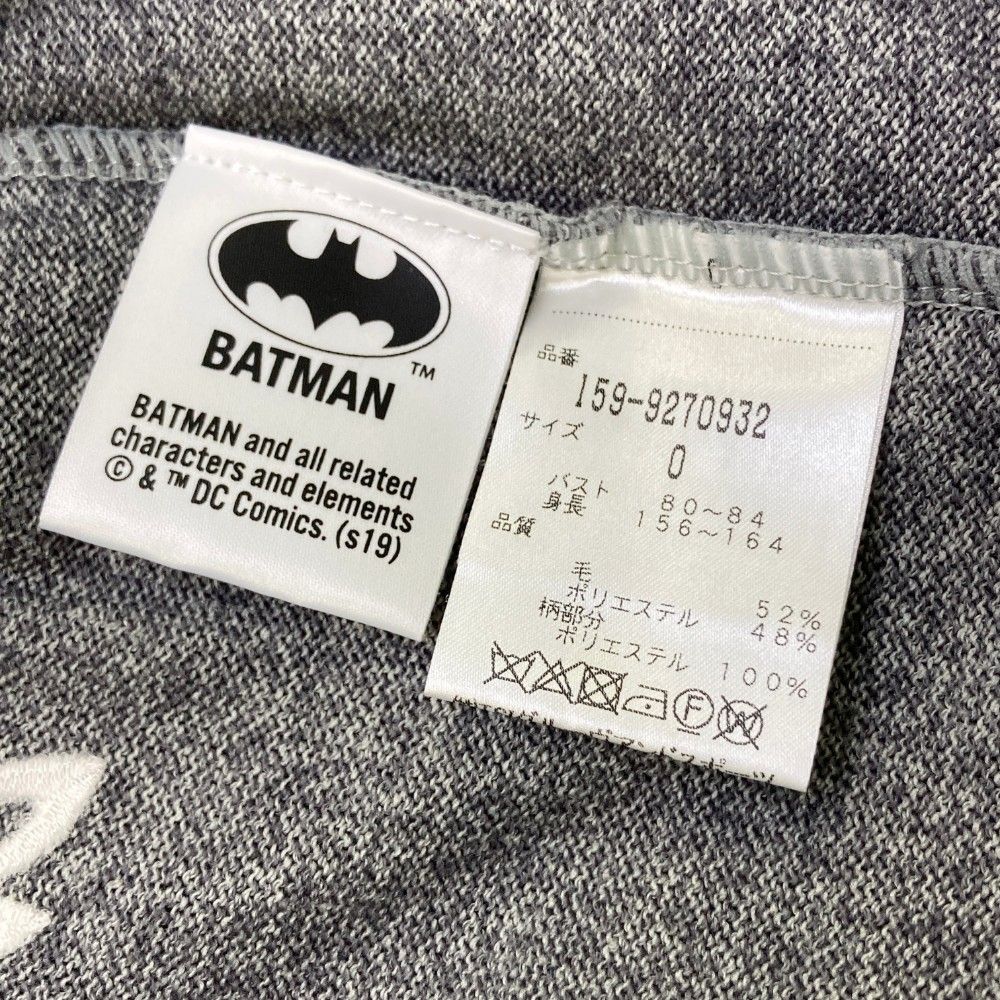 BATMAN ™
BATMAN and all related
characters and elements
© & ™ DC Comics. (s19)
品番
159-9270932
サイズ
0
バスト 80~84
身長 156~164
品質
毛 52%
ポリエステル 48%
柄部分
ポリエステル 100%